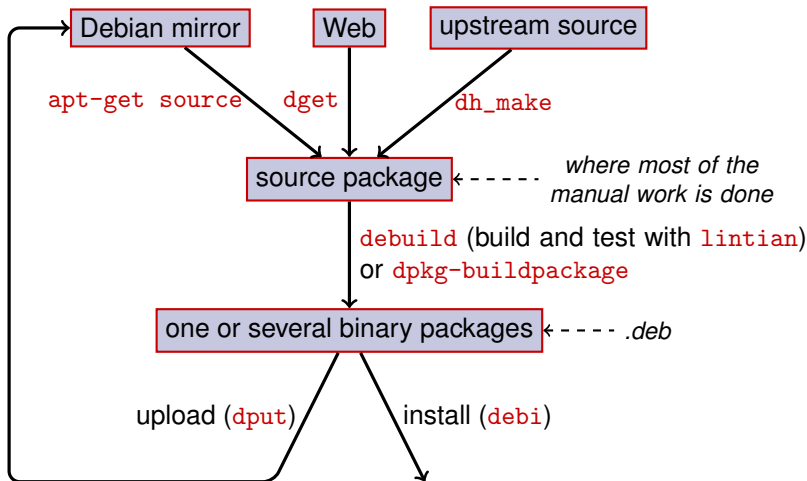 Debian mirror
Web
upstream source
apt-get source
dget
dh_make
source package
where most of the
manual work is done
debuild (build and test with lintian)
or dpkg-buildpackage
one or several binary packages
.deb
upload (dput)
install (debi)